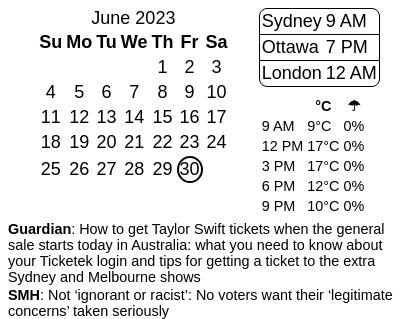 June 2023
Su Mo Tu We Th Fr Sa
1 2 3
4 5 6 7 8 9 10
11 12 13 14 15 16 17
18 19 20 21 22 23 24
25 26 27 28 29 30
Sydney 9 AM
Ottawa 7 PM
London 12 AM
°C ☂
9 AM 9°C 0%
12 PM 17°C 0%
3 PM 17°C 0%
6 PM 12°C 0%
9 PM 10°C 0%
Guardian: How to get Taylor Swift tickets when the general
sale starts today in Australia: what you need to know about
your Ticketek login and tips for getting a ticket to the extra
Sydney and Melbourne shows
SMH: Not ‘ignorant or racist’: No voters want their ‘legitimate
concerns’ taken seriously